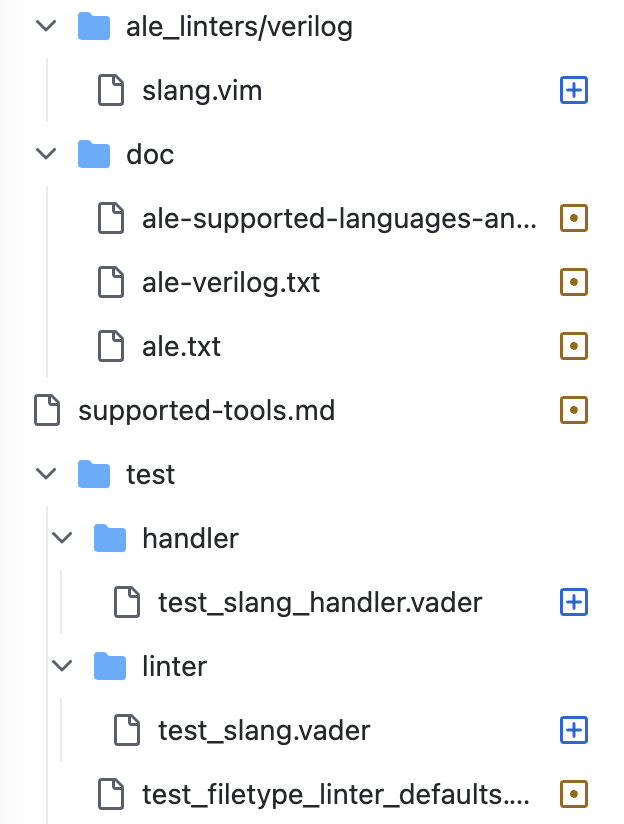 ale_linters/verilog
slang.vim
doc
ale-supported-languages-an...
ale-verilog.txt
ale.txt
supported-tools.md
test
handler
test_slang_handler.vader
linter
test_slang.vader
test_filetype_linter_defaults....